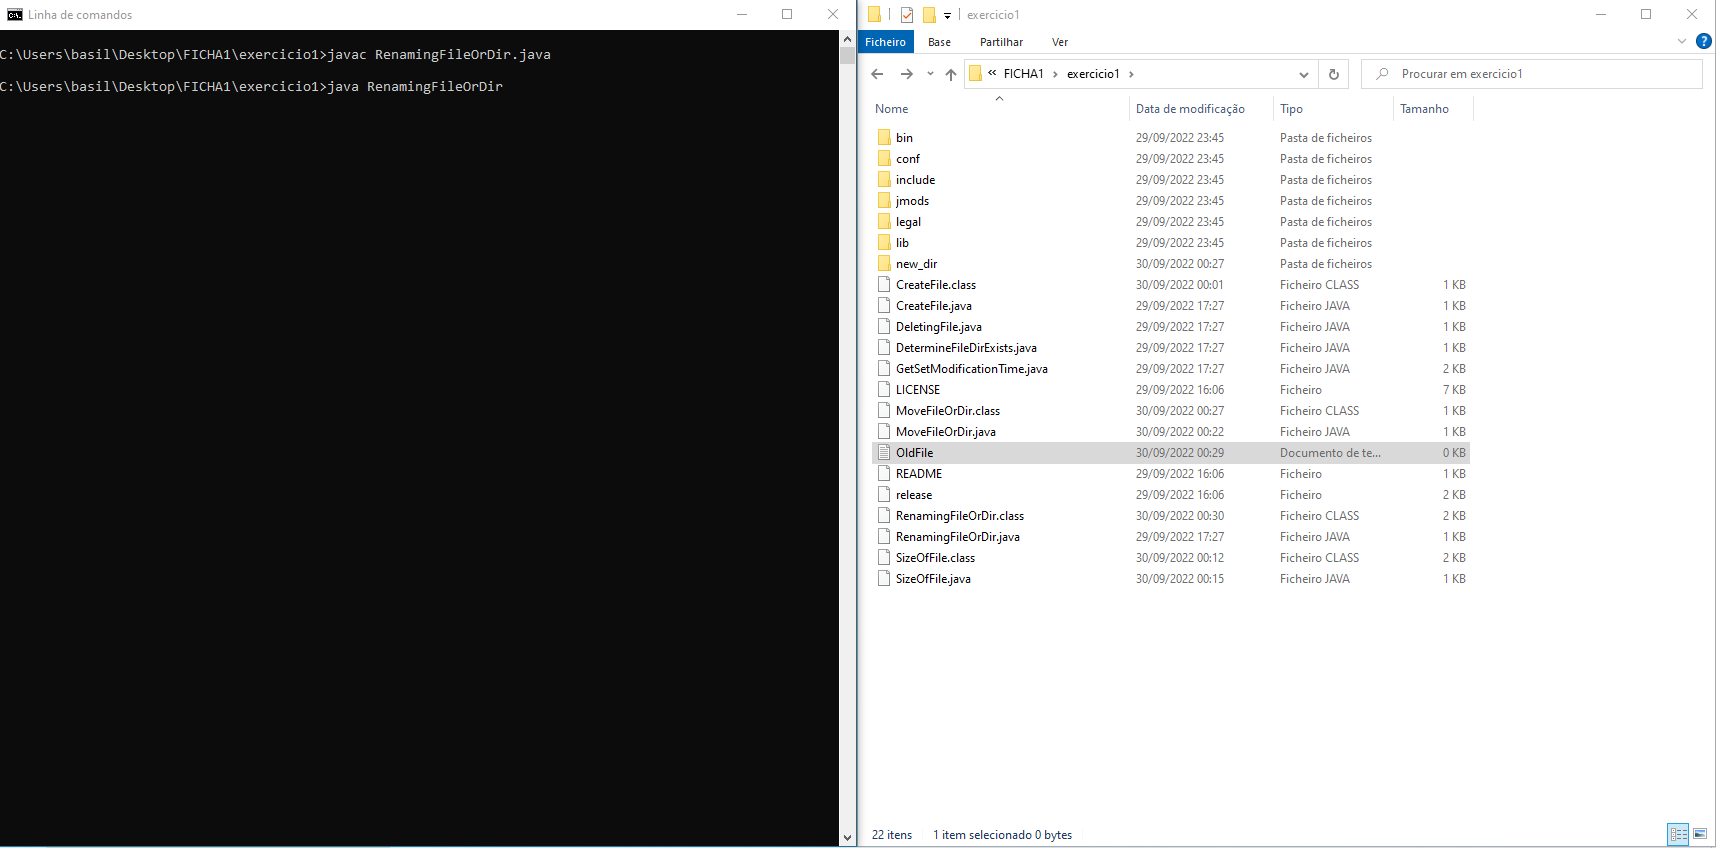 Linha de comandos
C:\Users\basil\Desktop\FICHA1\exercicio1>javac RenamingFileOrDir.java
C:\Users\basil\Desktop\FICHA1\exercicio1>java RenamingFileOrDir
exercicio1
Ficheiro Base Partilhar Ver
« FICHA1 > exercicio1 > Procurar em exercicio1
Nome Data de modificação Tipo Tamanho
bin 29/09/2022 23:45 Pasta de ficheiros
conf 29/09/2022 23:45 Pasta de ficheiros
include 29/09/2022 23:45 Pasta de ficheiros
jmods 29/09/2022 23:45 Pasta de ficheiros
legal 29/09/2022 23:45 Pasta de ficheiros
lib 29/09/2022 23:45 Pasta de ficheiros
new_dir 30/09/2022 00:27 Pasta de ficheiros
CreateFile.class 30/09/2022 00:01 Ficheiro CLASS 1 KB
CreateFile.java 29/09/2022 17:27 Ficheiro JAVA 1 KB
DeletingFile.java 29/09/2022 17:27 Ficheiro JAVA 1 KB
DetermineFileDirExists.java 29/09/2022 17:27 Ficheiro JAVA 1 KB
GetSetModificationTime.java 29/09/2022 17:27 Ficheiro JAVA 2 KB
LICENSE 29/09/2022 16:06 Ficheiro 7 KB
MoveFileOrDir.class 30/09/2022 00:27 Ficheiro CLASS 1 KB
MoveFileOrDir.java 30/09/2022 00:22 Ficheiro JAVA 1 KB
OldFile 30/09/2022 00:29 Documento de te... 0 KB
README 29/09/2022 16:06 Ficheiro 1 KB
release 29/09/2022 16:06 Ficheiro 2 KB
RenamingFileOrDir.class 30/09/2022 00:30 Ficheiro CLASS 2 KB
RenamingFileOrDir.java 29/09/2022 17:27 Ficheiro JAVA 1 KB
SizeOfFile.class 30/09/2022 00:12 Ficheiro CLASS 2 KB
SizeOfFile.java 30/09/2022 00:15 Ficheiro JAVA 1 KB
22 itens 1 item selecionado 0 bytes